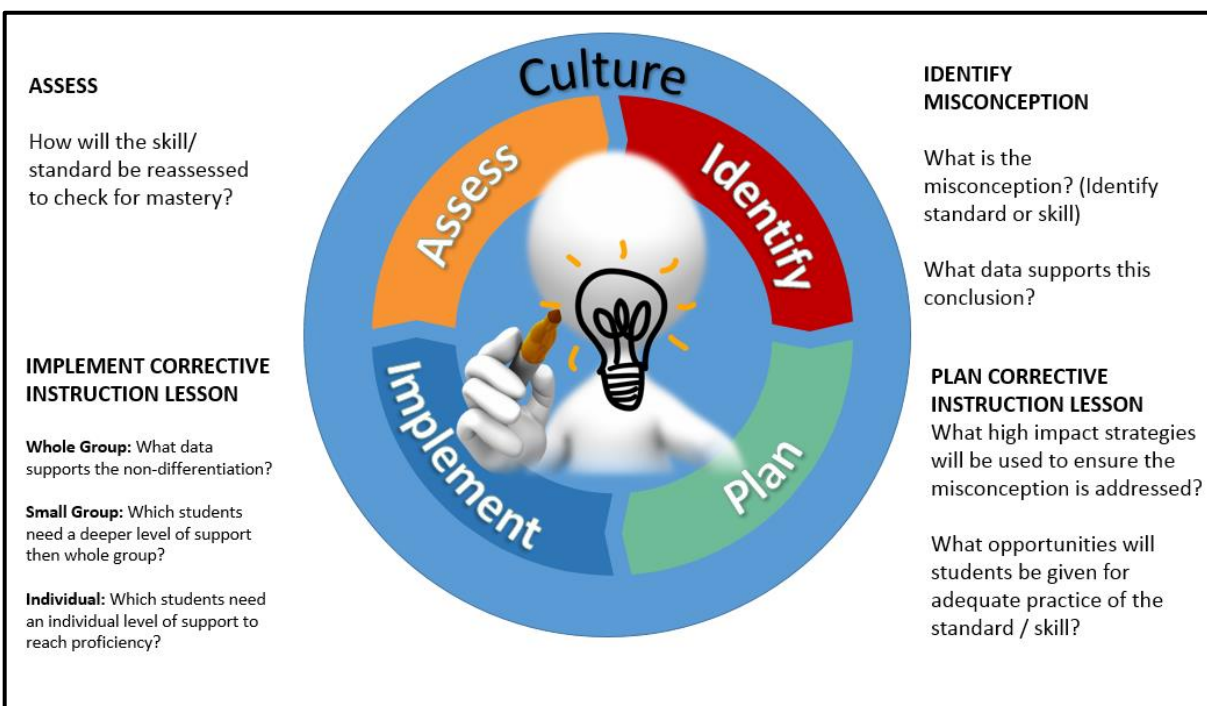 Culture
Assess
Identify
Implement
Plan
ASSESS
How will the skill/
standard be reassessed
to check for mastery?
IMPLEMENT CORRECTIVE
INSTRUCTION LESSON
Whole Group: What data
supports the non-differentiation?
Small Group: Which students
need a deeper level of support
then whole group?
Individual: Which students need
an individual level of support to
reach proficiency?
IDENTIFY
MISCONCEPTION
What is the
misconception? (Identify
standard or skill)
What data supports this
conclusion?
PLAN CORRECTIVE
INSTRUCTION LESSON
What high impact strategies
will be used to ensure the
misconception is addressed?
What opportunities will
students be given for
adequate practice of the
standard / skill?